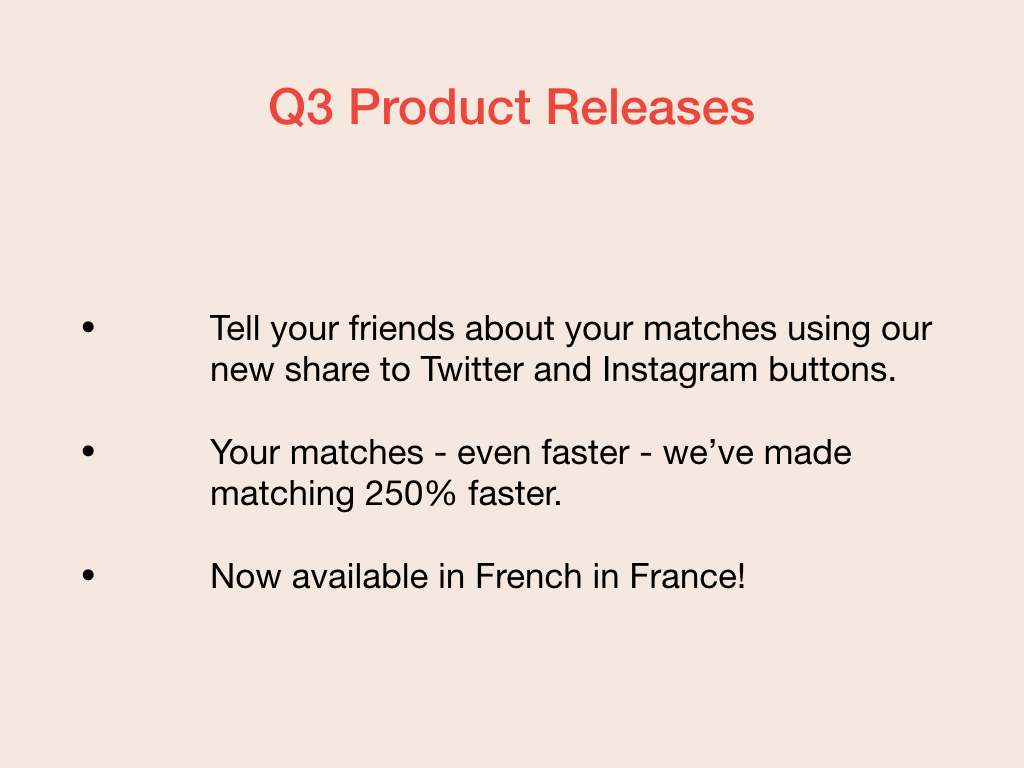 Q3 Product Releases
• Tell your friends about your matches using our
new share to Twitter and Instagram buttons.
• Your matches - even faster - we’ve made
matching 250% faster.
• Now available in French in France!